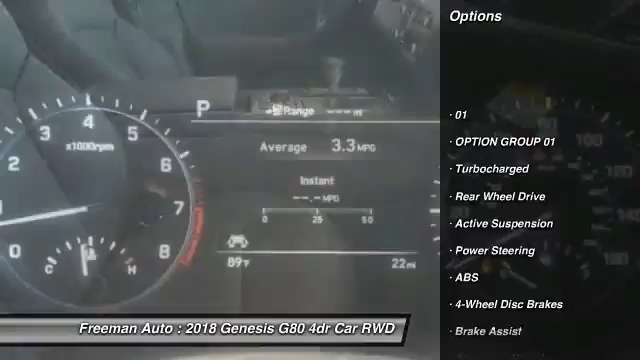 Options
P
Range ---- mi
Average 3.3 MPG
Instant
--.- MPG
0 25 50
89°F 22 mi
0 1 2 3 4 5 6 7 8
x1000rpm
C H
· 01
· OPTION GROUP 01
· Turbocharged
· Rear Wheel Drive
· Active Suspension
· Power Steering
· ABS
· 4-Wheel Disc Brakes
· Brake Assist
Freeman Auto : 2018 Genesis G80 4dr Car RWD